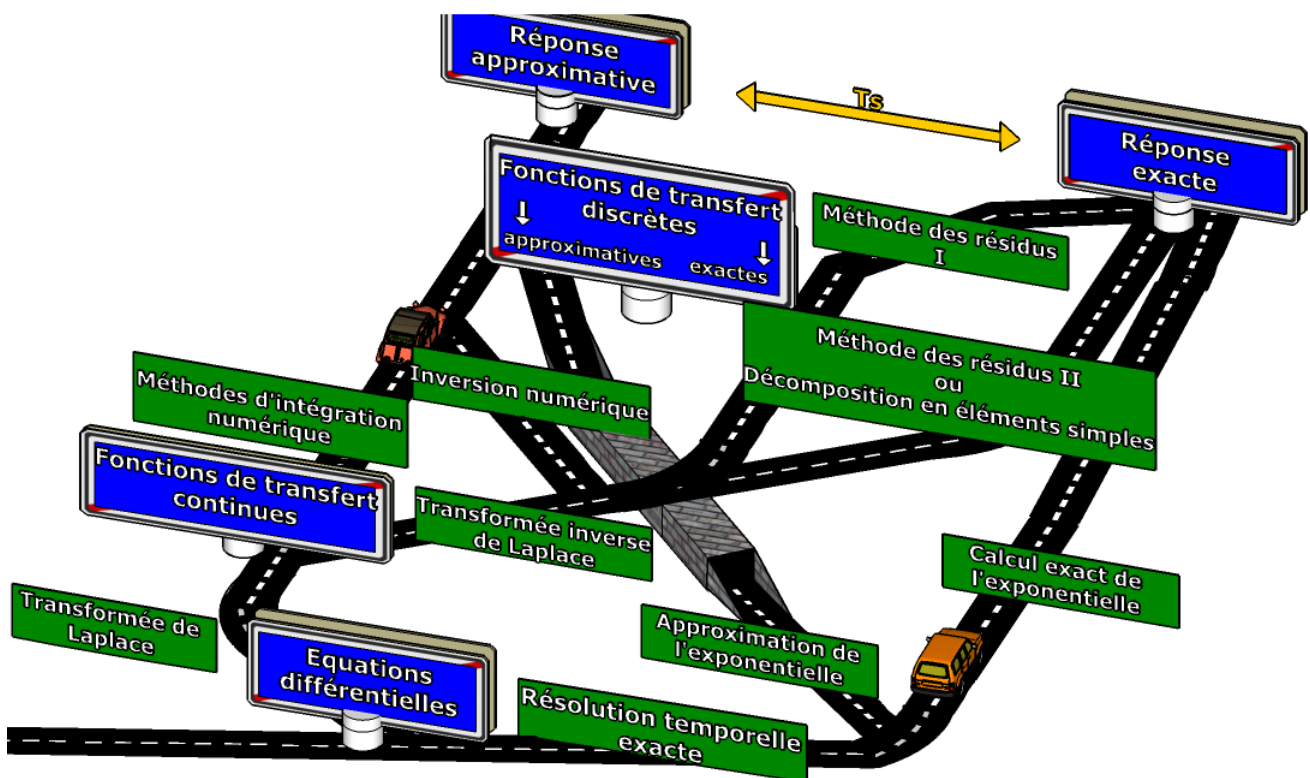 Réponse
approximative
Ts
Réponse
exacte
Fonctions de transfert
discrètes
↓ ↓
approximatives exactes
Méthode des résidus
I
Méthode des résidus II
ou
Décomposition en éléments simples
Inversion numérique
Méthodes d'intégration
numérique
Fonctions de transfert
continues
Transformée inverse
de Laplace
Calcul exact de
l'exponentielle
Transformée de
Laplace
Approximation de
l'exponentielle
Equations
différentielles
Résolution temporelle
exacte